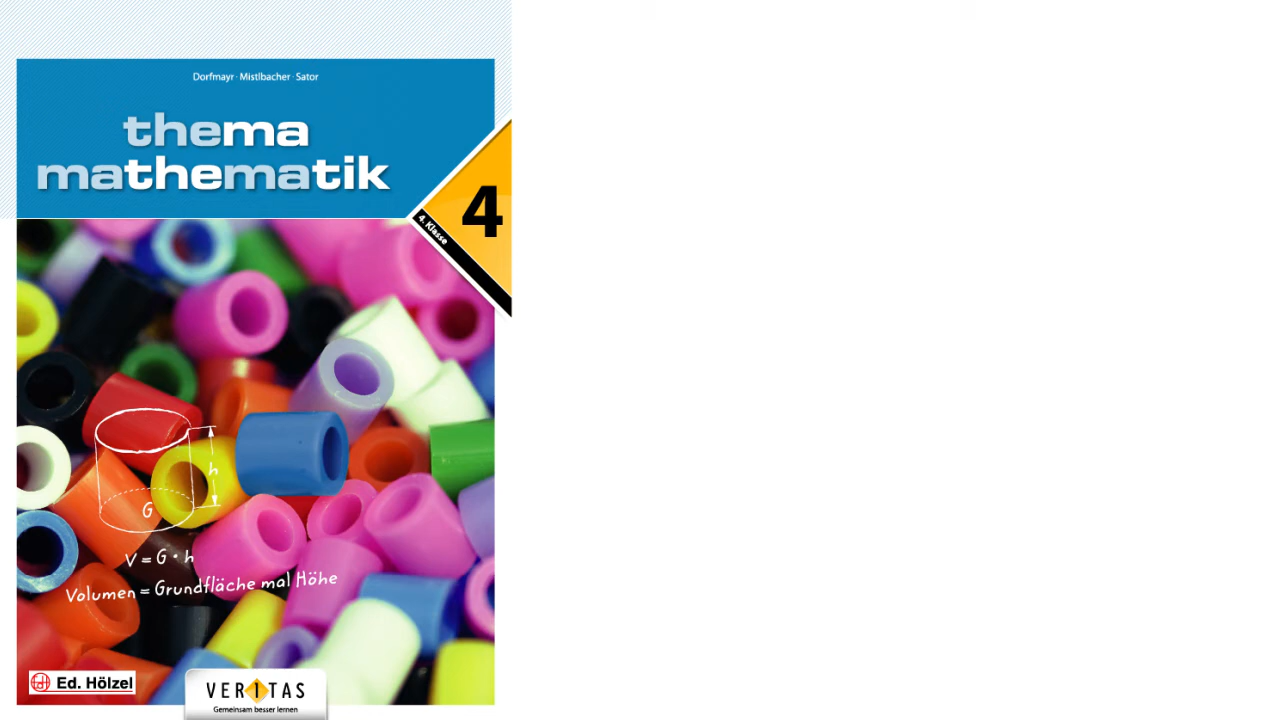 Dorfmayr · Mistlbacher · Sator
thema
mathematik
4
4. Klasse
h
G
V = G · h
Volumen = Grundfläche mal Höhe
Ed. Hölzel
VERITAS
Gemeinsam besser lernen